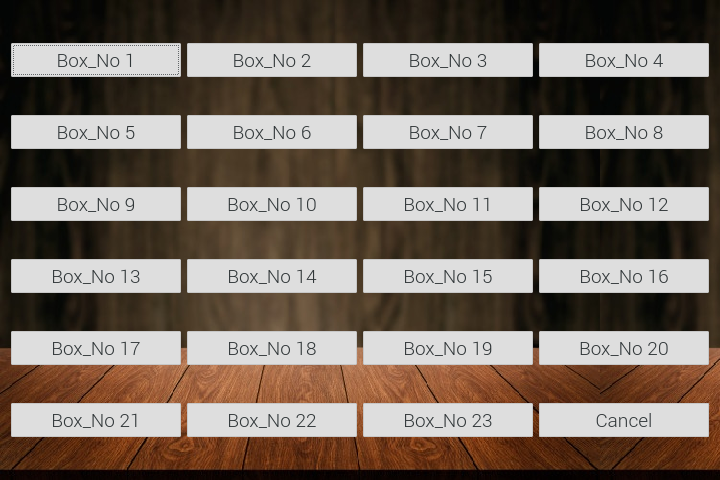 Box_No 1
Box_No 2
Box_No 3
Box_No 4
Box_No 5
Box_No 6
Box_No 7
Box_No 8
Box_No 9
Box_No 10
Box_No 11
Box_No 12
Box_No 13
Box_No 14
Box_No 15
Box_No 16
Box_No 17
Box_No 18
Box_No 19
Box_No 20
Box_No 21
Box_No 22
Box_No 23
Cancel